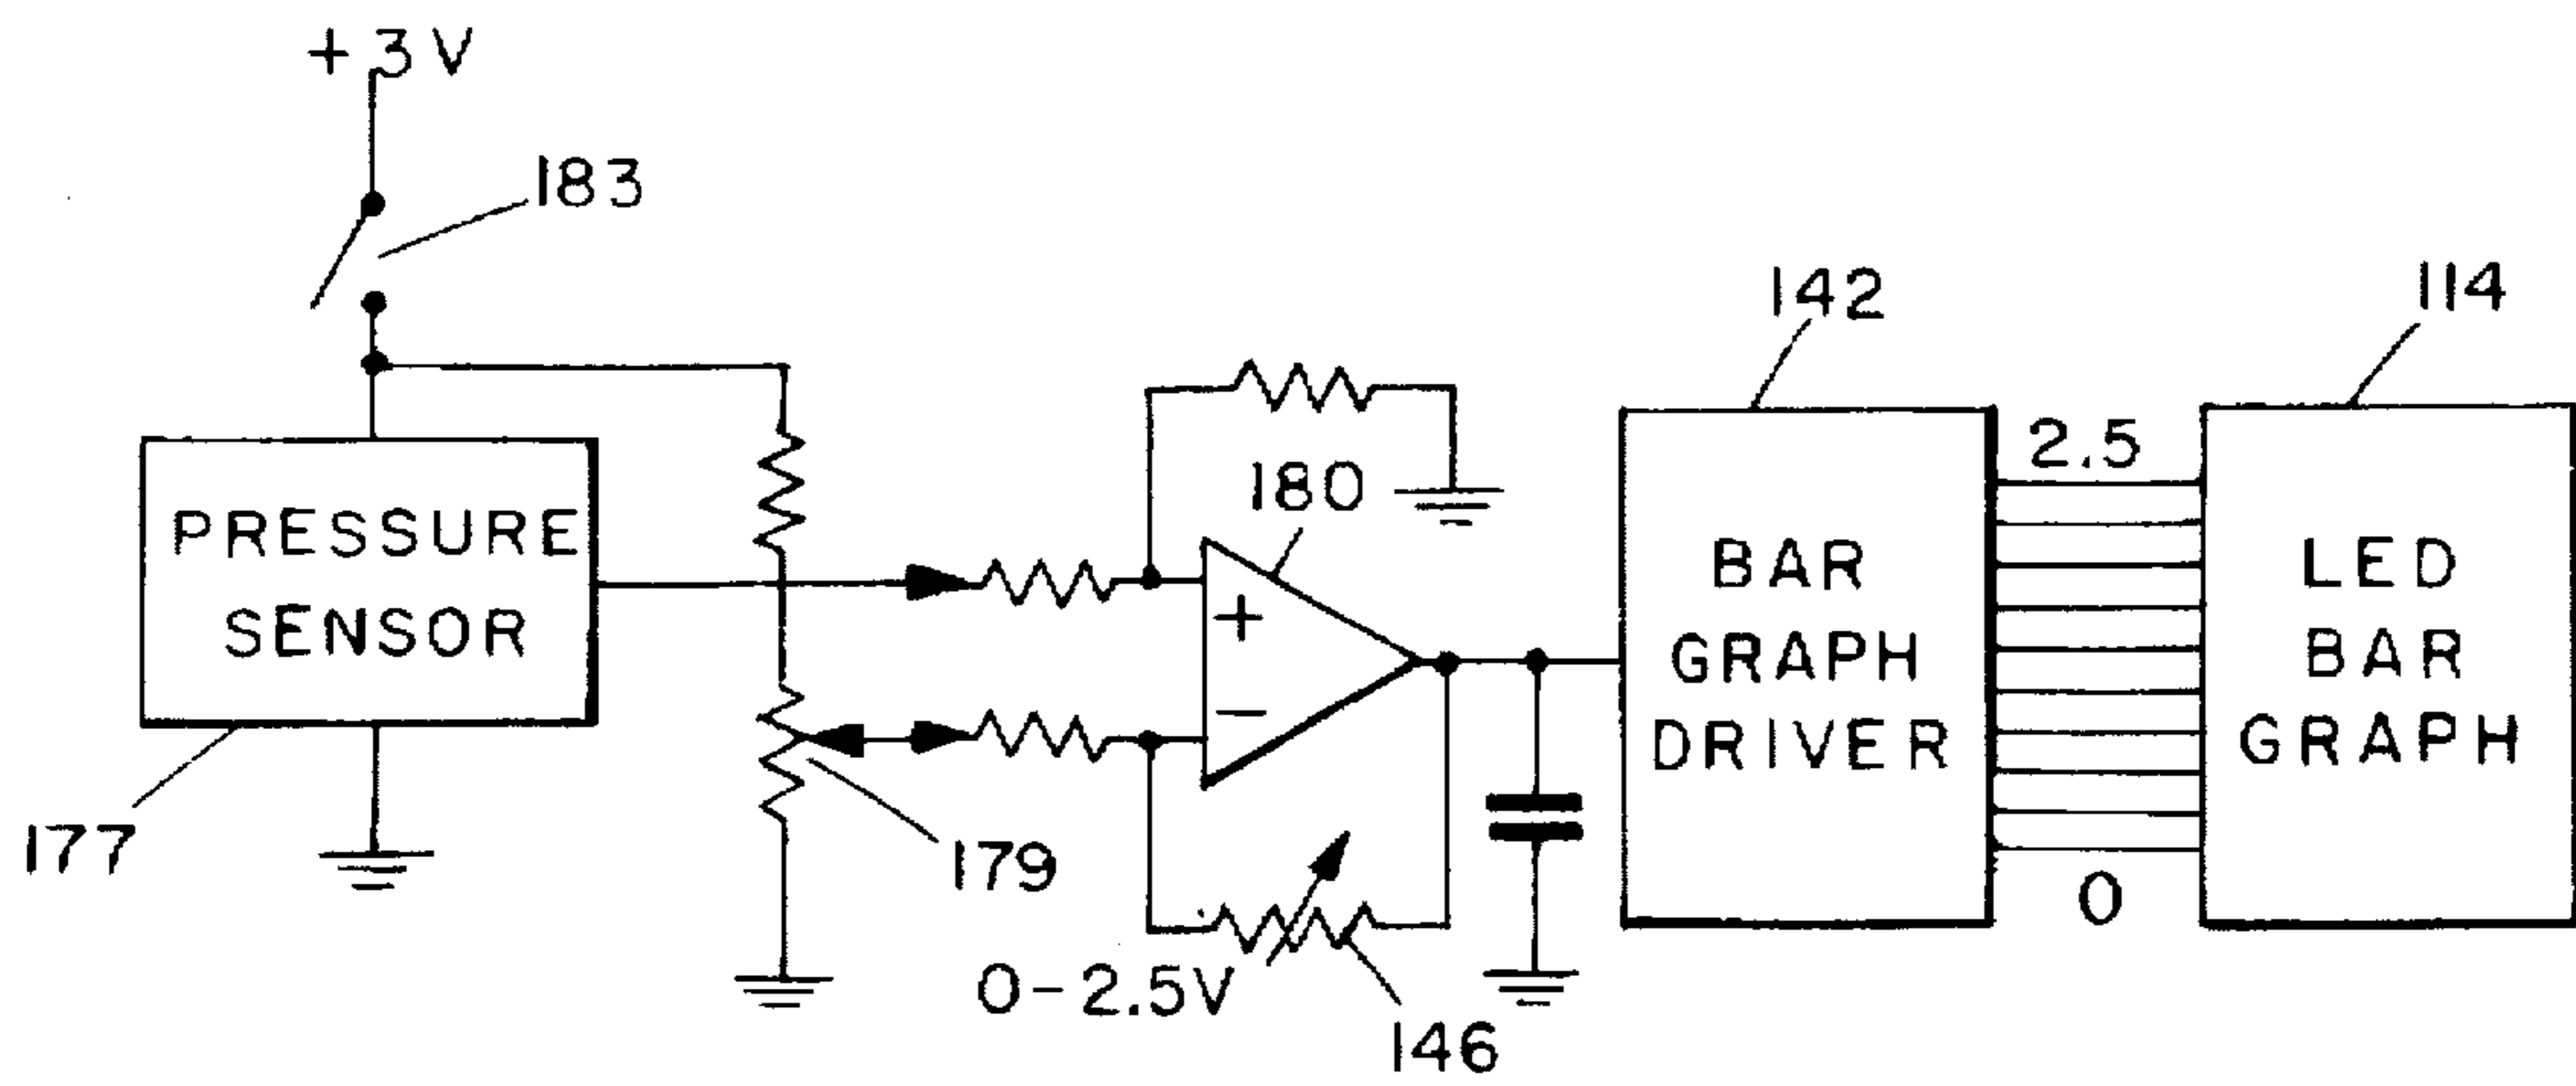 +3V
183
142
114
2.5
180
PRESSURE
SENSOR
BAR
GRAPH
DRIVER
LED
BAR
GRAPH
+
−
177
179
0
0-2.5V
146